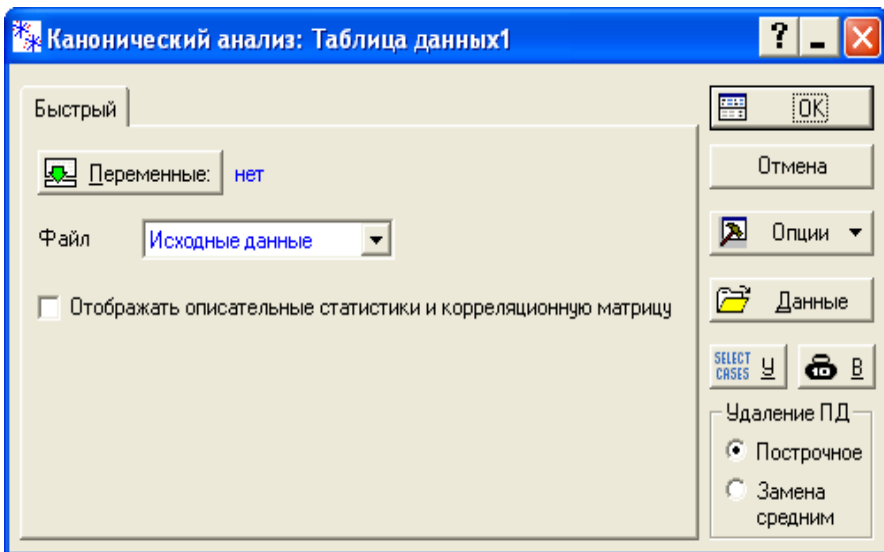 Канонический анализ: Таблица данных1
?
Быстрый
OK
Переменные: нет
Отмена
Файл Исходные данные
Опции
Отображать описательные статистики и корреляционную матрицу
Данные
SELECT CASES У
10 В
Удаление ПД
Построчное
Замена
средним